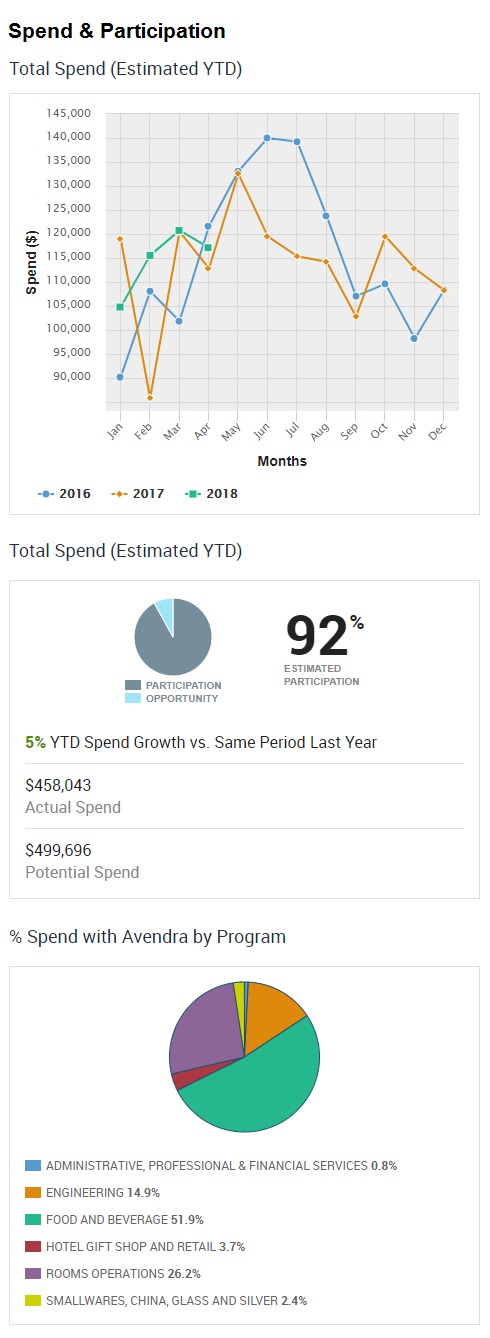 Spend & Participation
Total Spend (Estimated YTD)
145,000
140,000
135,000
130,000
125,000
120,000
115,000
110,000
105,000
100,000
95,000
90,000
Spend ($)
Jan Feb Mar Apr May Jun Jul Aug Sep Oct Nov Dec
Months
2016 2017 2018
Total Spend (Estimated YTD)
PARTICIPATION
OPPORTUNITY
92%
ESTIMATED
PARTICIPATION
5% YTD Spend Growth vs. Same Period Last Year
$458,043
Actual Spend
$499,696
Potential Spend
% Spend with Avendra by Program
ADMINISTRATIVE, PROFESSIONAL & FINANCIAL SERVICES 0.8%
ENGINEERING 14.9%
FOOD AND BEVERAGE 51.9%
HOTEL GIFT SHOP AND RETAIL 3.7%
ROOMS OPERATIONS 26.2%
SMALLWARES, CHINA, GLASS AND SILVER 2.4%